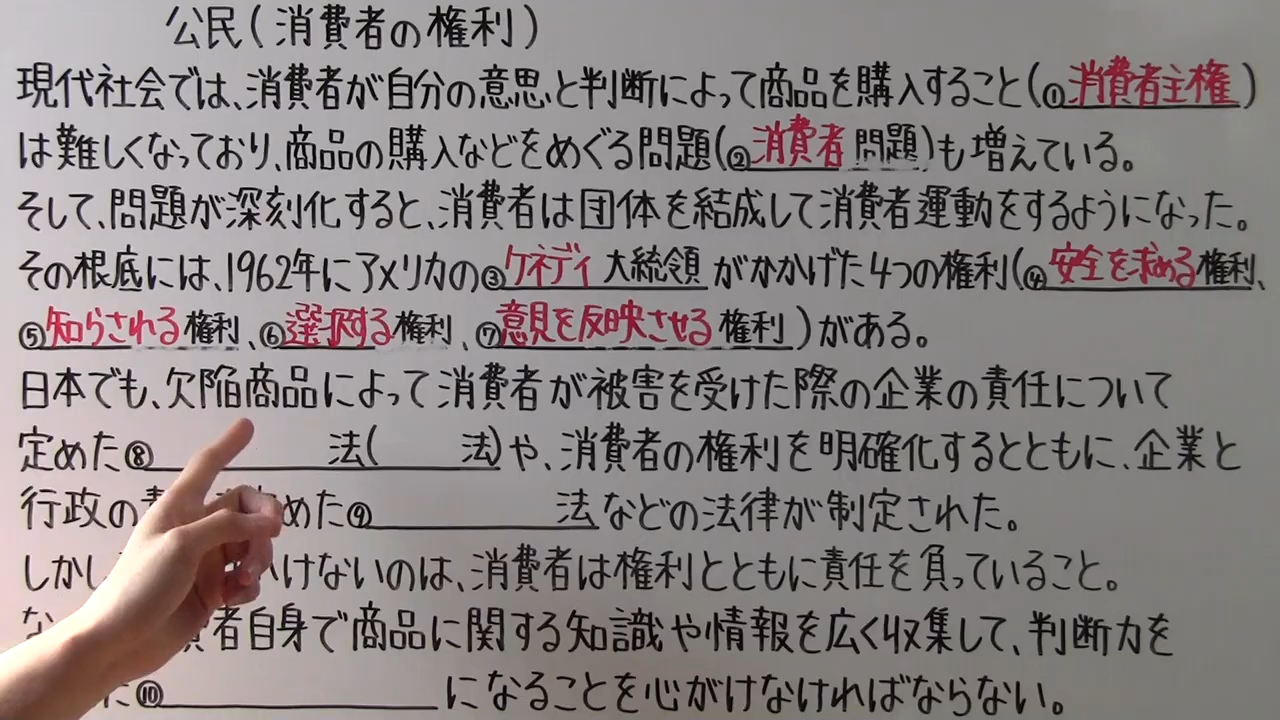 公民(消費者の権利)
現代社会では、消費者が自分の意思と判断によって商品を購入すること(①消費者主権)
は難しくなっており、商品の購入などをめぐる問題(②消費者問題)も増えている。
そして、問題が深刻化すると、消費者は団体を結成して消費者運動をするようになった。
その根底には、1962年にアメリカの③ケネディ大統領がかかげた4つの権利(④安全を求める権利、
⑤知らされる権利、⑥選択する権利、⑦意見を反映させる権利)がある。
日本でも、欠陥商品によって消費者が被害を受けた際の企業の責任について
定めた⑧ 法( 法)や、消費者の権利を明確化するとともに、企業と
行政の めた⑨ 法などの法律が制定された。
しかし けないのは、消費者は権利とともに責任を負っていること。
な 費者自身で商品に関する知識や情報を広く収集して、判断力を
に⑩ になることを心がけなければならない。